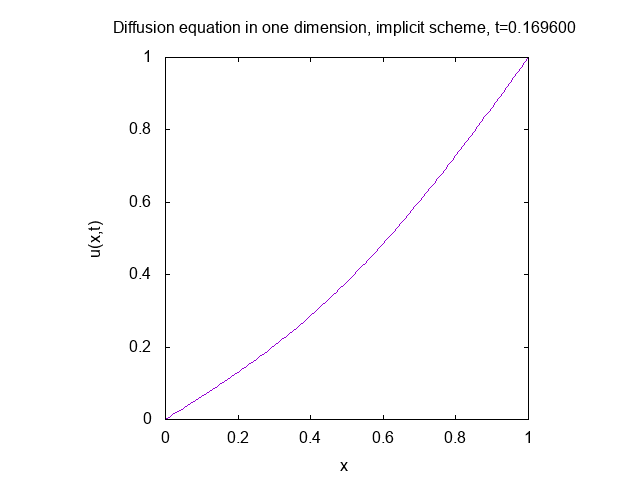 Diffusion equation in one dimension, implicit scheme, t=0.169600
1
0.8
0.6
0.4
0.2
0
u(x,t)
0 0.2 0.4 0.6 0.8 1
x